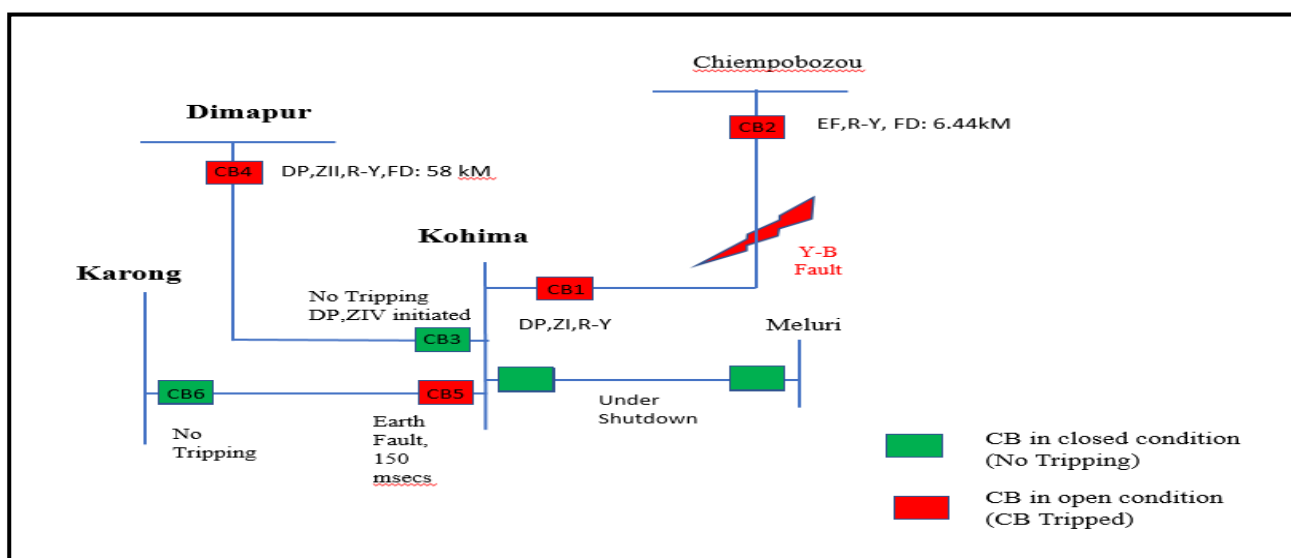 Chiempobozou
Dimapur
CB2
EF,R-Y, FD: 6.44kM
CB4
DP,ZII,R-Y,FD: 58 kM
Kohima
Y-B
Fault
Karong
CB1
No Tripping
DP,ZIV initiated
DP,ZI,R-Y
Meluri
CB3
CB6
CB5
Under
Shutdown
No
Tripping
Earth
Fault,
150
msecs
CB in closed condition
(No Tripping)
CB in open condition
(CB Tripped)